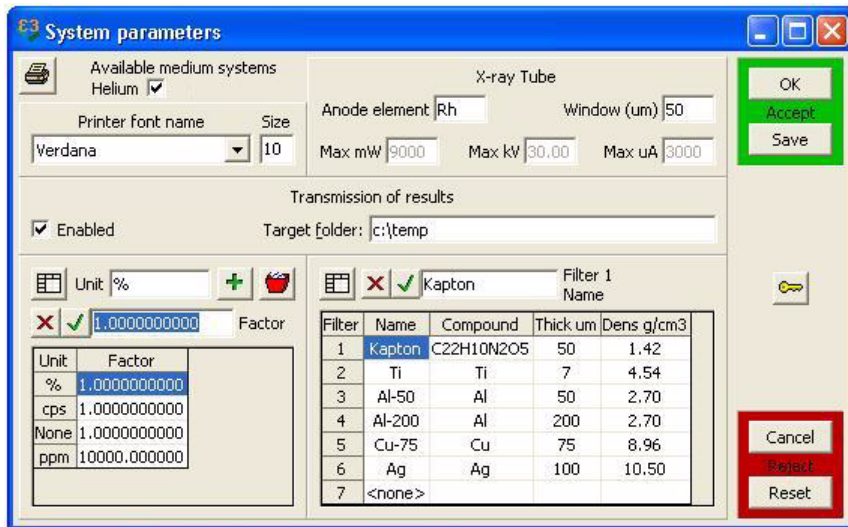 ε3 System parameters
Available medium systems
Helium
Printer font name Size
Verdana 10
X-ray Tube
Anode element Rh Window (um) 50
Max mW 9000 Max kV 30.00 Max uA 3000
OK
Accept
Save
Transmission of results
Enabled Target folder: c:\temp
Unit %
1.0000000000 Factor
Unit Factor
% 1.0000000000
cps 1.0000000000
None 1.0000000000
ppm 10000.000000
Kapton Filter 1
Name
Filter Name Compound Thick um Dens g/cm3
1 Kapton C22H10N2O5 50 1.42
2 Ti Ti 7 4.54
3 Al-50 Al 50 2.70
4 Al-200 Al 200 2.70
5 Cu-75 Cu 75 8.96
6 Ag Ag 100 10.50
7 <none>
Cancel
Reject
Reset